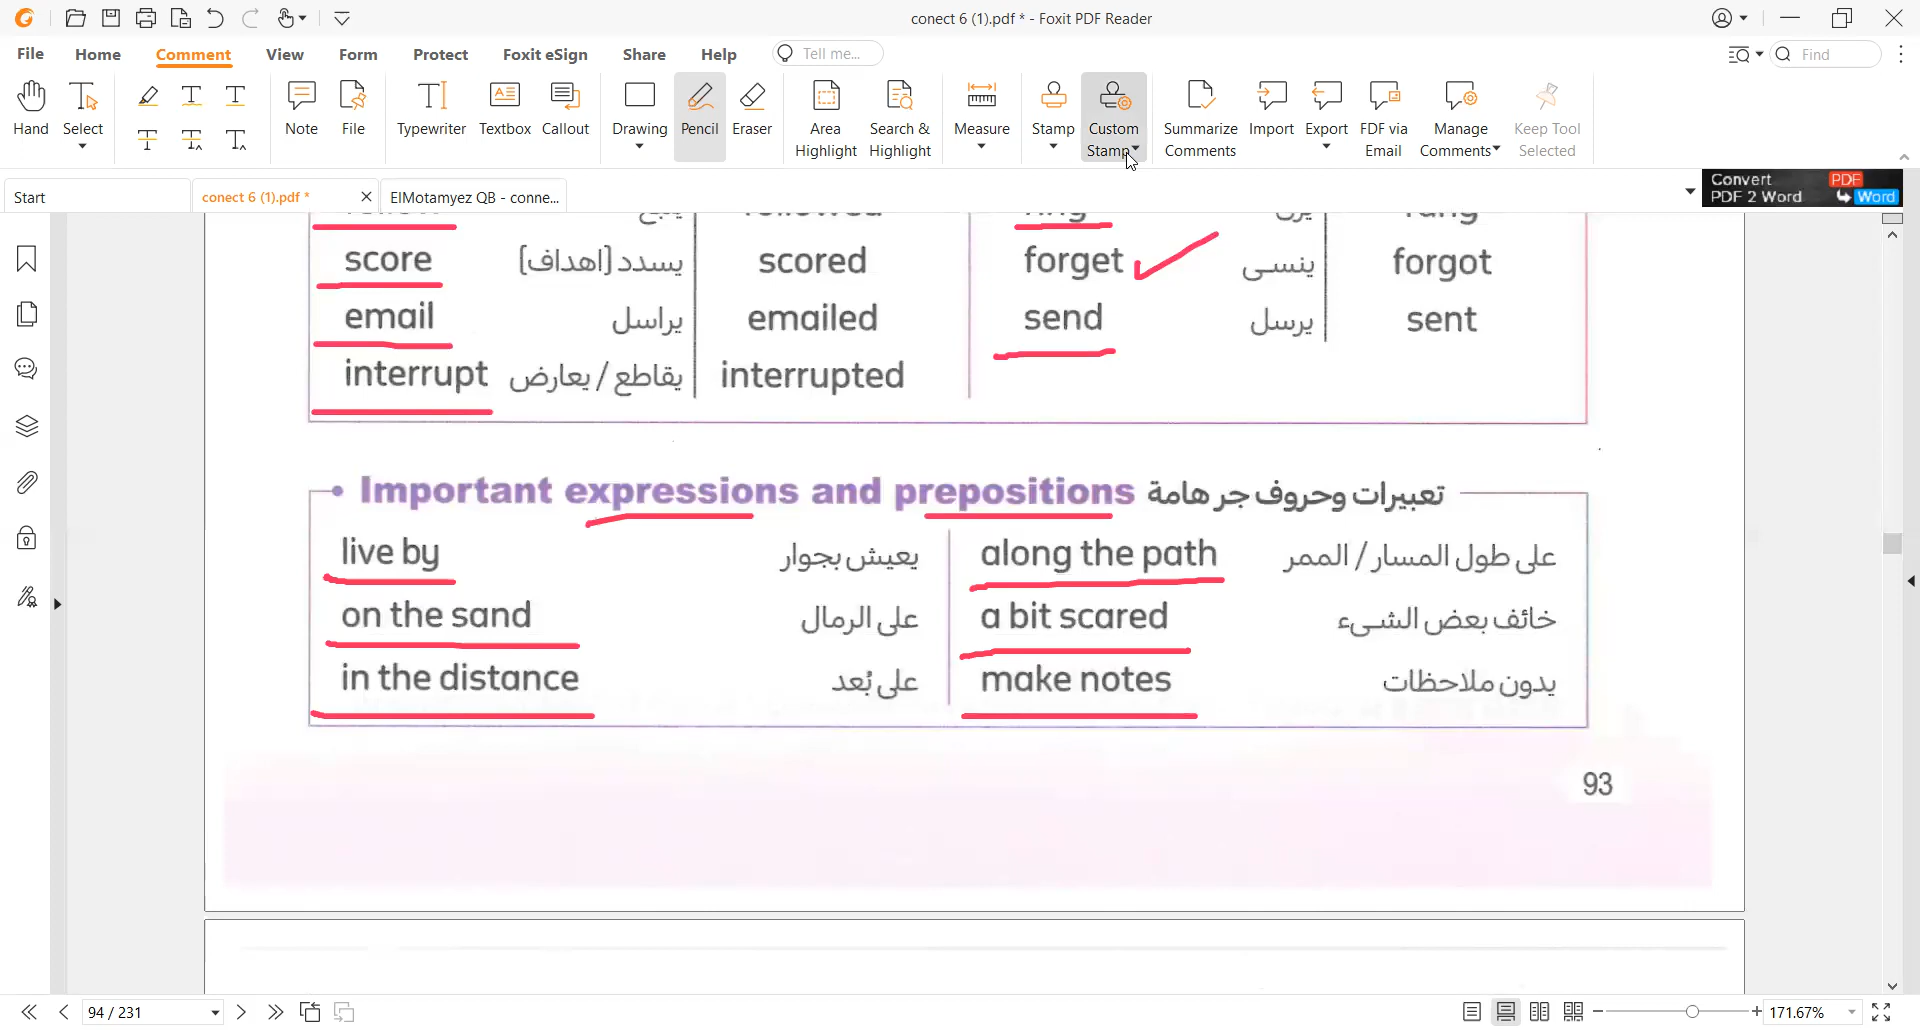 conect 6 (1).pdf * - Foxit PDF Reader
File Home Comment View Form Protect Foxit eSign Share Help Tell me... Find
Hand Select Note File Typewriter Textbox Callout Drawing Pencil Eraser Area Highlight Search & Highlight Measure Stamp Custom Stamp Summarize Comments Import Export FDF via Email Manage Comments Keep Tool Selected
Start conect 6 (1).pdf * ElMotamyez QB - conne... Convert PDF 2 Word PDF Word
score يسدد (اهداف) scored forget ينسى forgot
email يراسل emailed send يرسل sent
interrupt يقاطع / يعارض interrupted
Important expressions and prepositions تعبيرات وحروف جر هامة
live by يعيش بجوار along the path على طول المسار / الممر
on the sand على الرمال a bit scared خائف بعض الشىء
in the distance على بُعد make notes يدون ملاحظات
93
94 / 231 171.67%